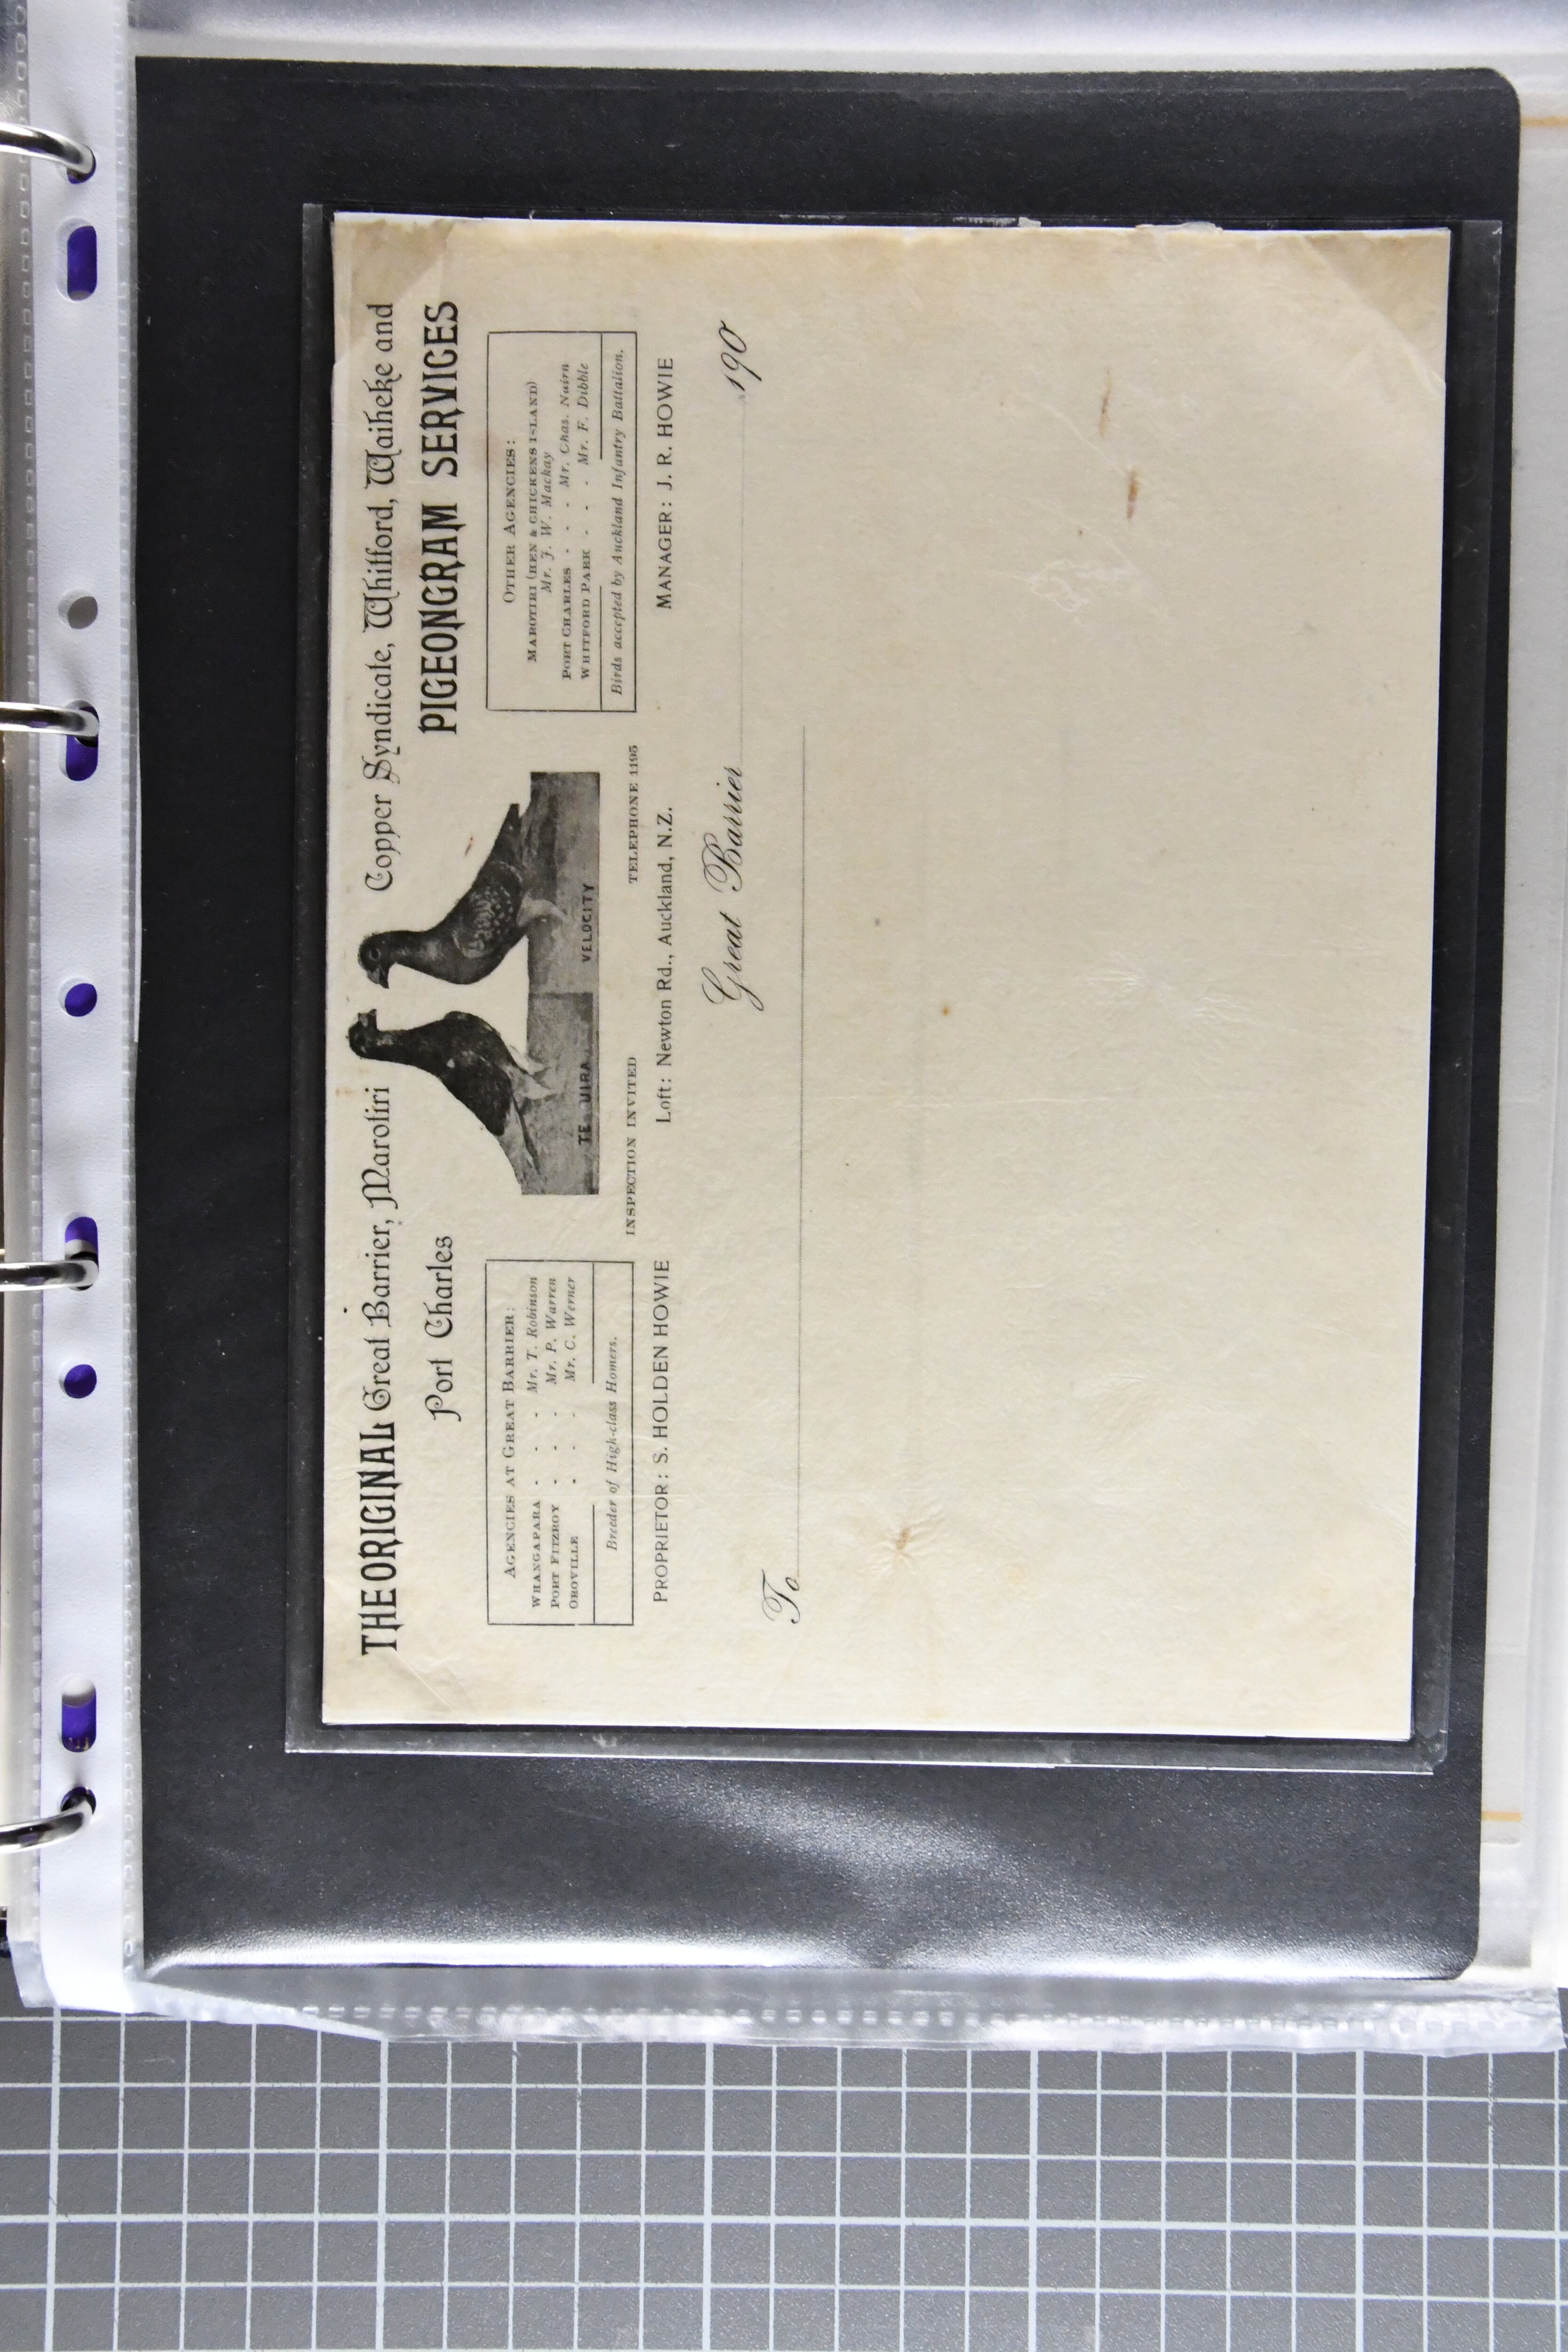 THE ORIGINAL Great Barrier, Marotiri Copper Syndicate, Whitford, Waiheke and
Port Charles PIGEONGRAM SERVICES
AGENCIES AT GREAT BARRIER:
WHANGAPARA - - - Mr. T. Robinson
PORT FITZROY - - - Mr. P. Warren
OROVILLE - - - Mr. C. Werner
Breeder of High-class Homers.
TE UIRA
VELOCITY
OTHER AGENCIES:
MAROTIRI (HEN & CHICKENS ISLAND)
Mr. J. W. Mackay
PORT CHARLES - - - Mr. Chas. Nairn
WHITFORD PARK - - - Mr. F. Dibble
Birds accepted by Auckland Infantry Battalion.
INSPECTION INVITED TELEPHONE 1195
PROPRIETOR: S. HOLDEN HOWIE Loft: Newton Rd., Auckland, N.Z. MANAGER: J. R. HOWIE
Great Barrier 190
To